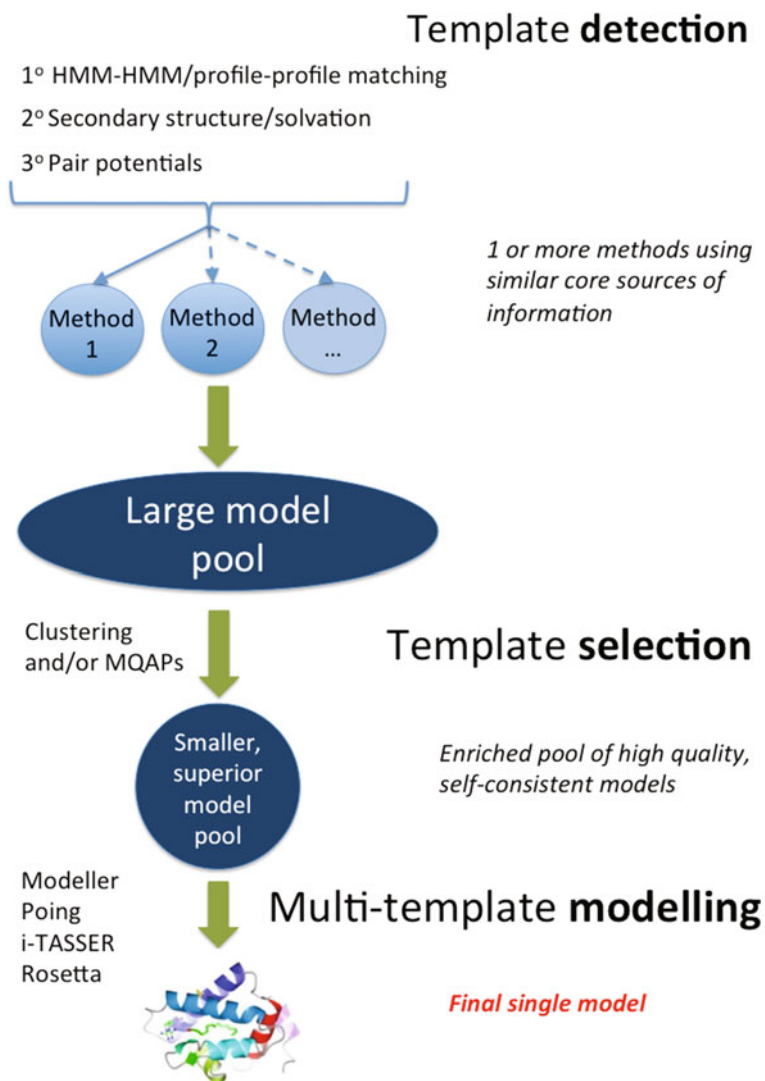 Template detection
1º HMM-HMM/profile-profile matching
2º Secondary structure/solvation
3º Pair potentials
1 or more methods using
similar core sources of
information
Method
1
Method
2
Method
...
Large model
pool
Clustering
and/or MQAPs
Template selection
Smaller,
superior
model
pool
Enriched pool of high quality,
self-consistent models
Modeller
Poing
i-TASSER
Rosetta
Multi-template modelling
Final single model